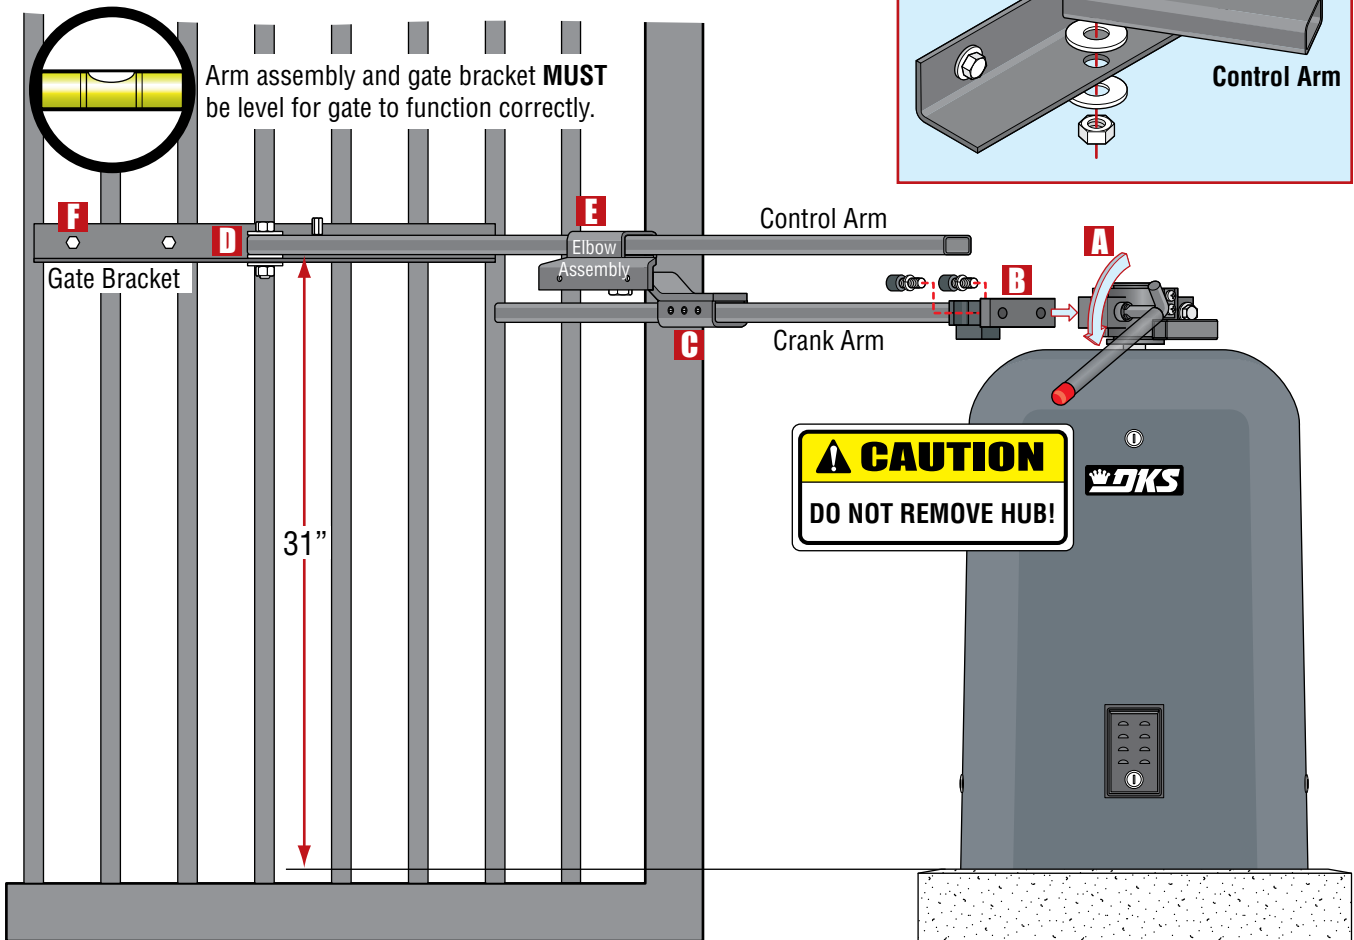 Arm assembly and gate bracket MUST
be level for gate to function correctly.
Control Arm
F
D
E
Elbow
Assembly
Control Arm
Gate Bracket
A
B
C
Crank Arm
CAUTION
DO NOT REMOVE HUB!
DKS
31”